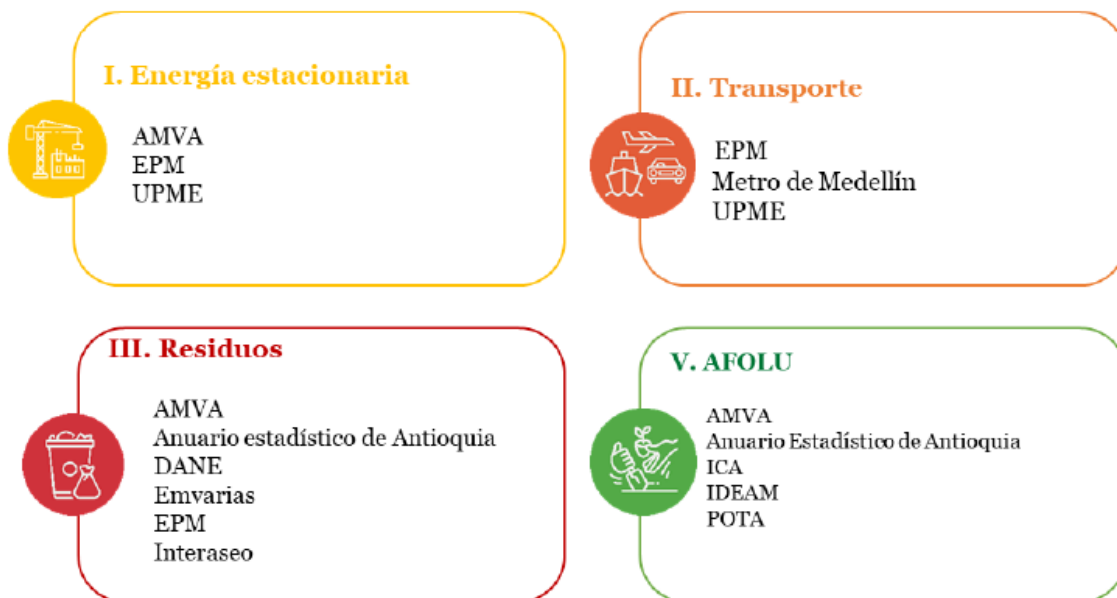 I. Energía estacionaria
AMVA
EPM
UPME
II. Transporte
EPM
Metro de Medellín
UPME
III. Residuos
AMVA
Anuario estadístico de Antioquia
DANE
Emvarias
EPM
Interaseo
V. AFOLU
AMVA
Anuario Estadístico de Antioquia
ICA
IDEAM
POTA